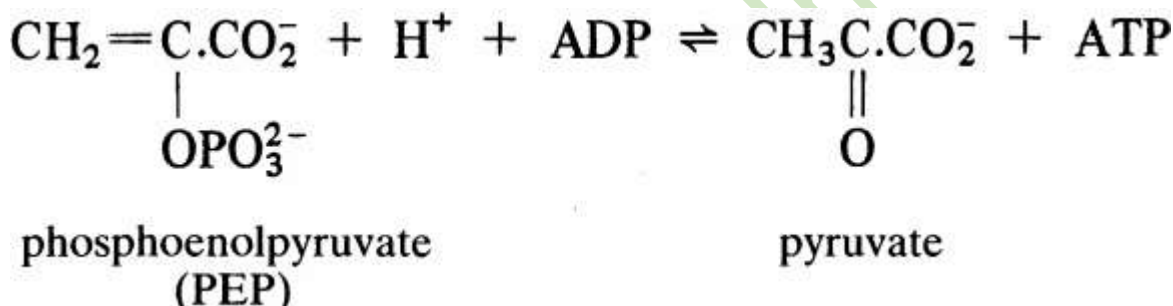 CH₂=C.CO₂⁻ + H⁺ + ADP ⇌ CH₃C.CO₂⁻ + ATP
OPO₃²⁻ O
phosphoenolpyruvate pyruvate
(PEP)